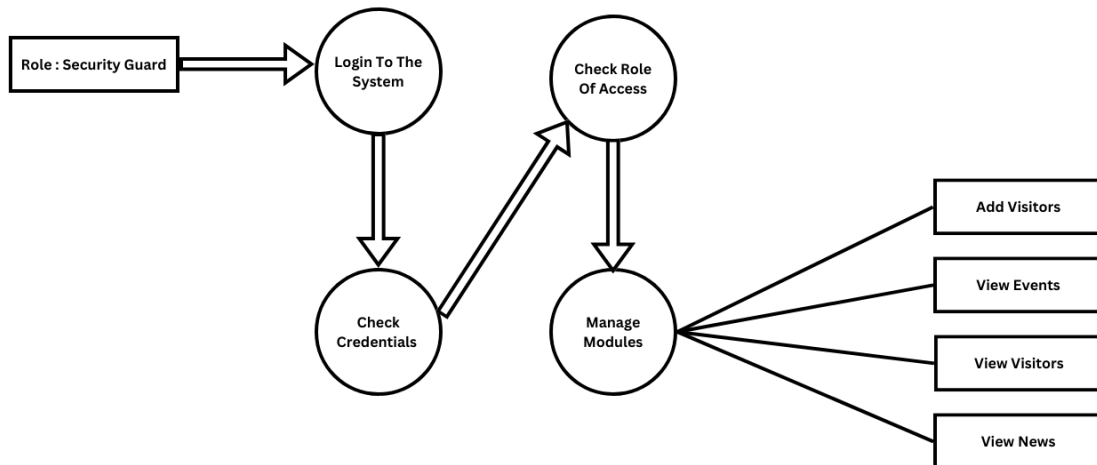 Role : Security Guard
Login To The
System
Check Role
Of Access
Check
Credentials
Manage
Modules
Add Visitors
View Events
View Visitors
View News